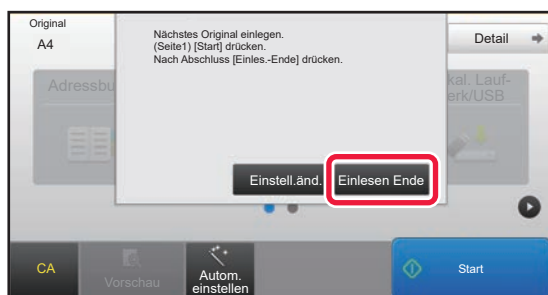 Original
A4
Nächstes Original einlegen.
(Seite1) [Start] drücken.
Nach Abschluss [Einles.-Ende] drücken.
Detail
Adressbu
kal. Lauf-
erk/USB
Einstell.änd.
Einlesen Ende
CA
Vorschau
Autom.
einstellen
Start